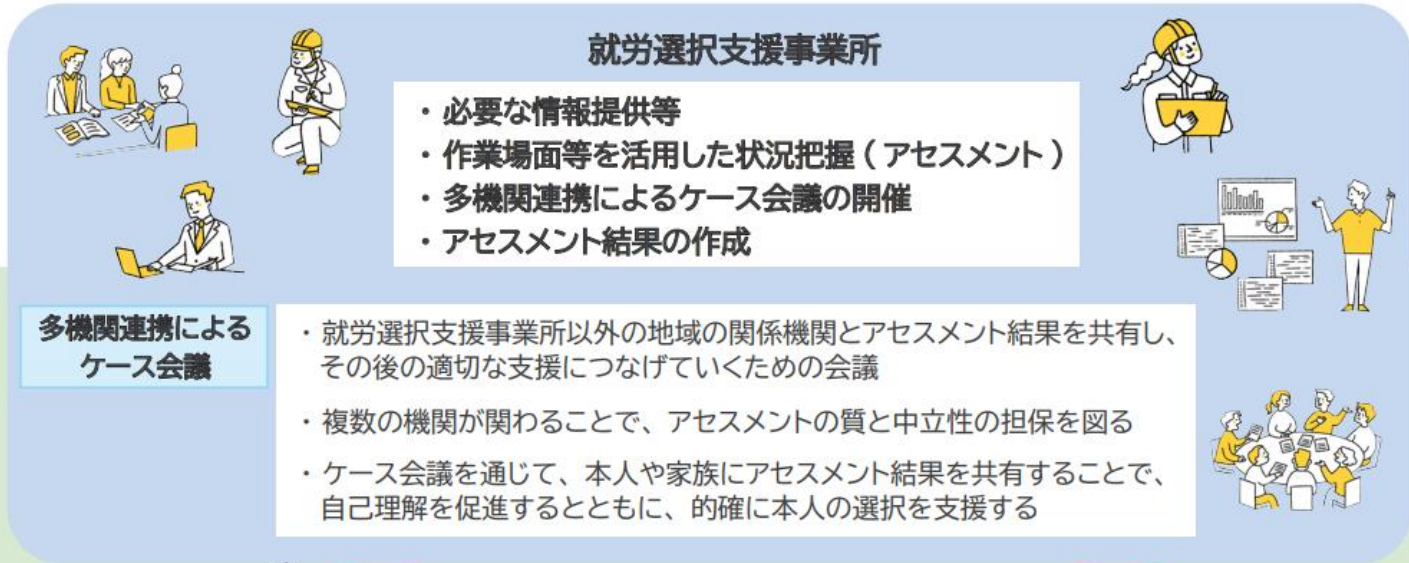 就労選択支援事業所
・必要な情報提供等
・作業場面等を活用した状況把握（アセスメント）
・多機関連携によるケース会議の開催
・アセスメント結果の作成
多機関連携による
ケース会議
・就労選択支援事業所以外の地域の関係機関とアセスメント結果を共有し、
その後の適切な支援につなげていくための会議
・複数の機関が関わることで、アセスメントの質と中立性の担保を図る
・ケース会議を通じて、本人や家族にアセスメント結果を共有することで、
自己理解を促進するとともに、的確に本人の選択を支援する